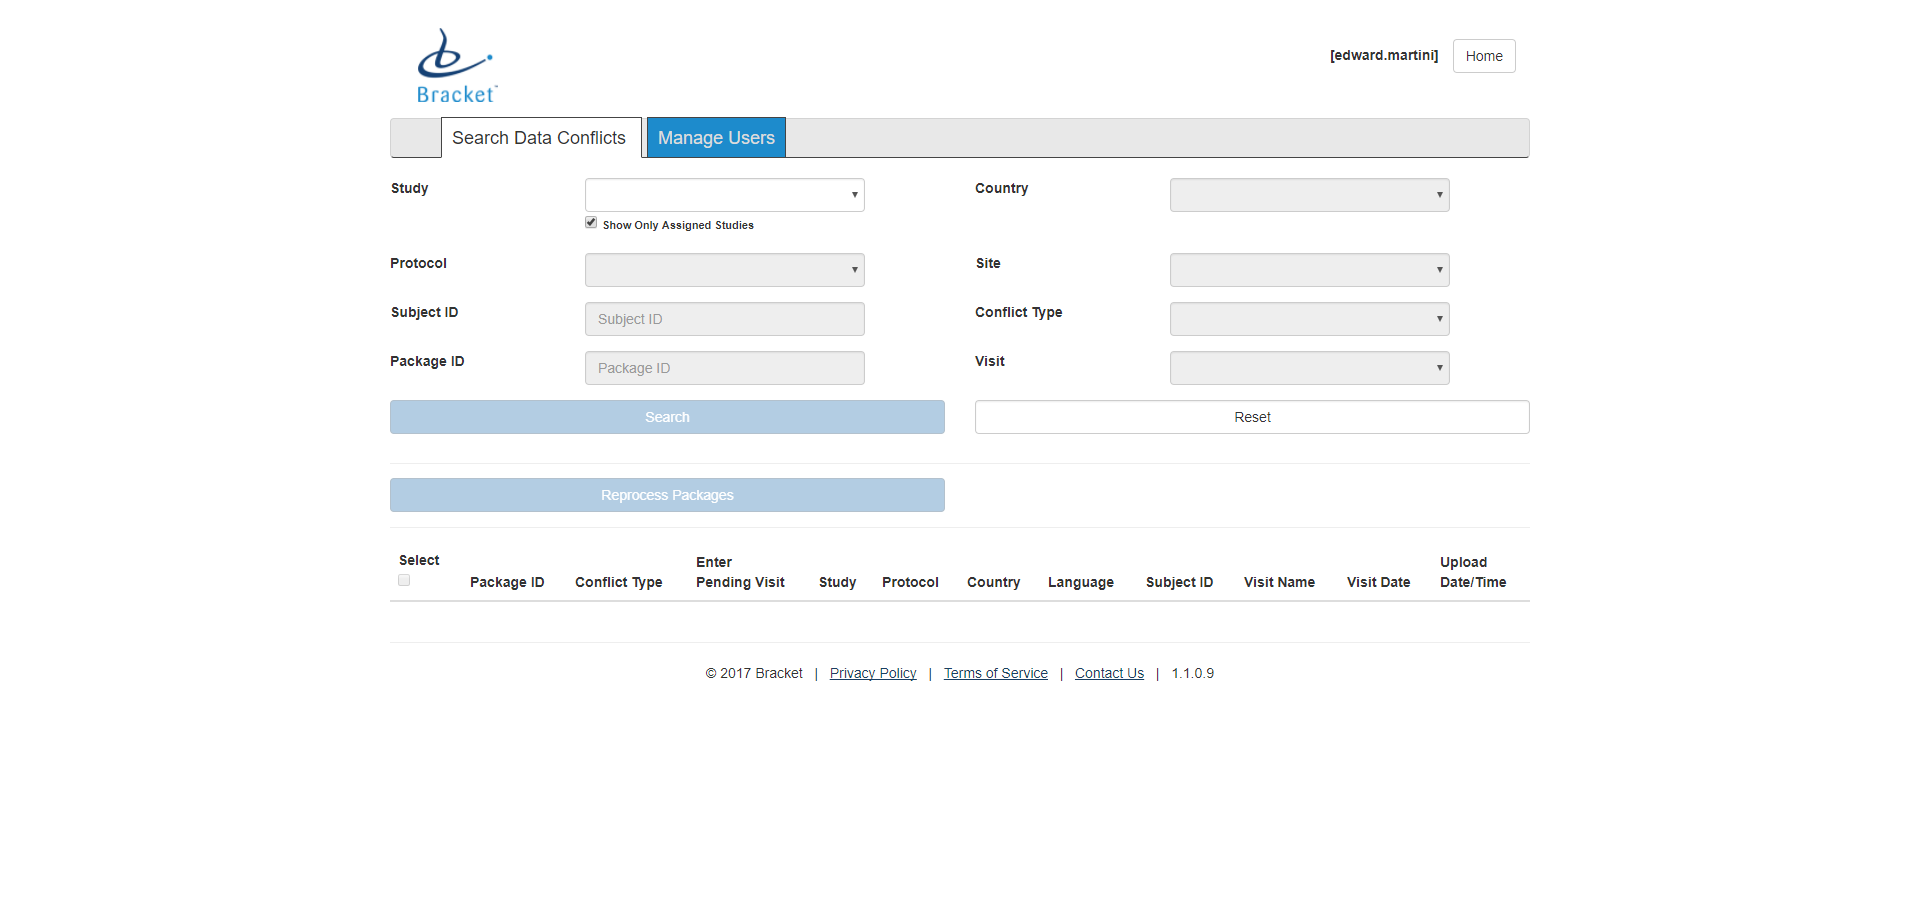 Bracket™
[edward.martini]
Home
Search Data Conflicts
Manage Users
Study
Country
Show Only Assigned Studies
Protocol
Site
Subject ID
Subject ID
Conflict Type
Package ID
Package ID
Visit
Search
Reset
Reprocess Packages
Select
Package ID
Conflict Type
Enter
Pending Visit
Study
Protocol
Country
Language
Subject ID
Visit Name
Visit Date
Upload
Date/Time
© 2017 Bracket | Privacy Policy | Terms of Service | Contact Us | 1.1.0.9